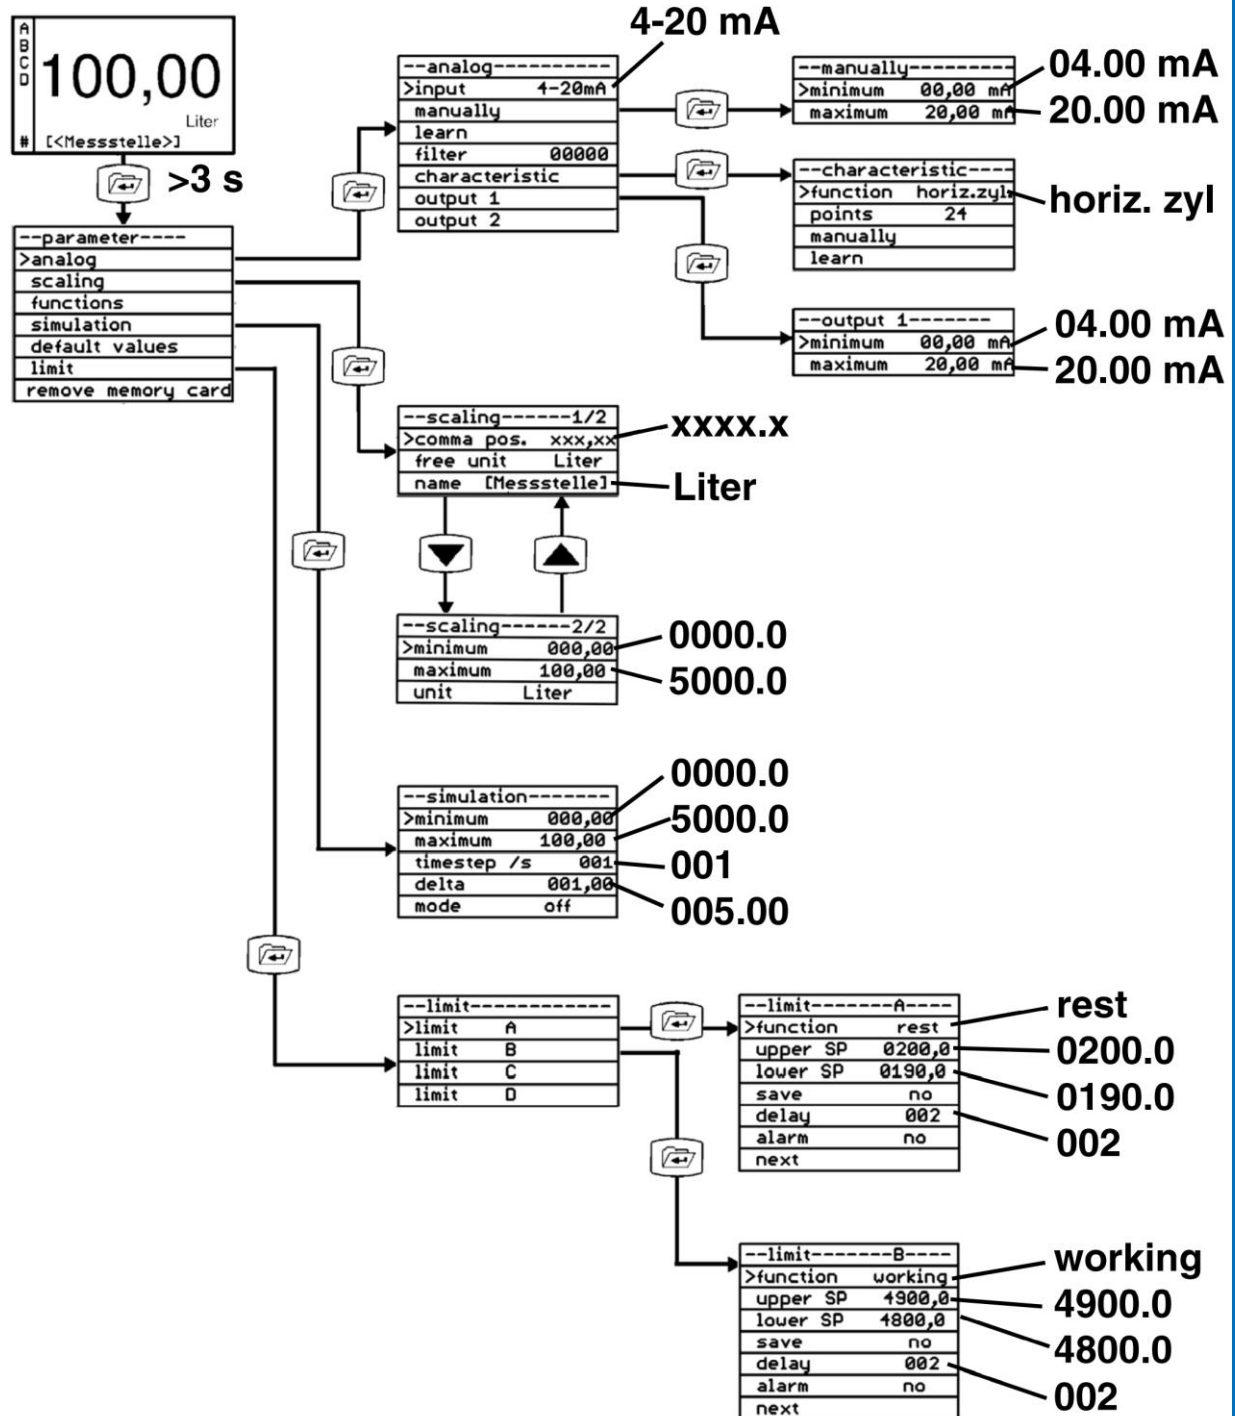 A
B
C
D
100,00
Liter
# [<Messstelle>]
>3 s
--parameter----
>analog
scaling
functions
simulation
default values
limit
remove memory card
4-20 mA
--analog-----------
>input 4-20mA
manually
learn
filter 00000
characteristic
output 1
output 2
--manually---------
>minimum 00,00 mA
maximum 20,00 mA
04.00 mA
20.00 mA
--characteristic----
>function horiz.zyl.
points 24
manually
learn
horiz. zyl
--output 1-------
>minimum 00,00 mA
maximum 20,00 mA
04.00 mA
20.00 mA
--scaling------1/2
>comma pos. xxx,xx
free unit Liter
name [Messstelle]
xxxx.x
Liter
--scaling------2/2
>minimum 000,00
maximum 100,00
unit Liter
0000.0
5000.0
--simulation-------
>minimum 000,00
maximum 100,00
timestep /s 001
delta 001,00
mode off
0000.0
5000.0
001
005.00
--limit------------
>limit A
limit B
limit C
limit D
--limit-------A----
>function rest
upper SP 0200,0
lower SP 0190,0
save no
delay 002
alarm no
next
rest
0200.0
0190.0
002
--limit-------B----
>function working
upper SP 4900,0
lower SP 4800,0
save no
delay 002
alarm no
next
working
4900.0
4800.0
002